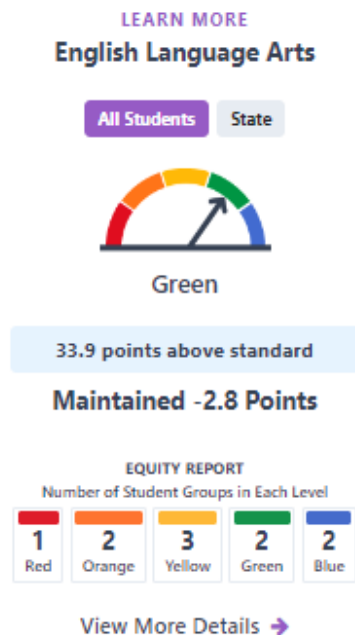 LEARN MORE
English Language Arts
All Students State
Green
33.9 points above standard
Maintained -2.8 Points
EQUITY REPORT
Number of Student Groups in Each Level
1 2 3 2 2
Red Orange Yellow Green Blue
View More Details